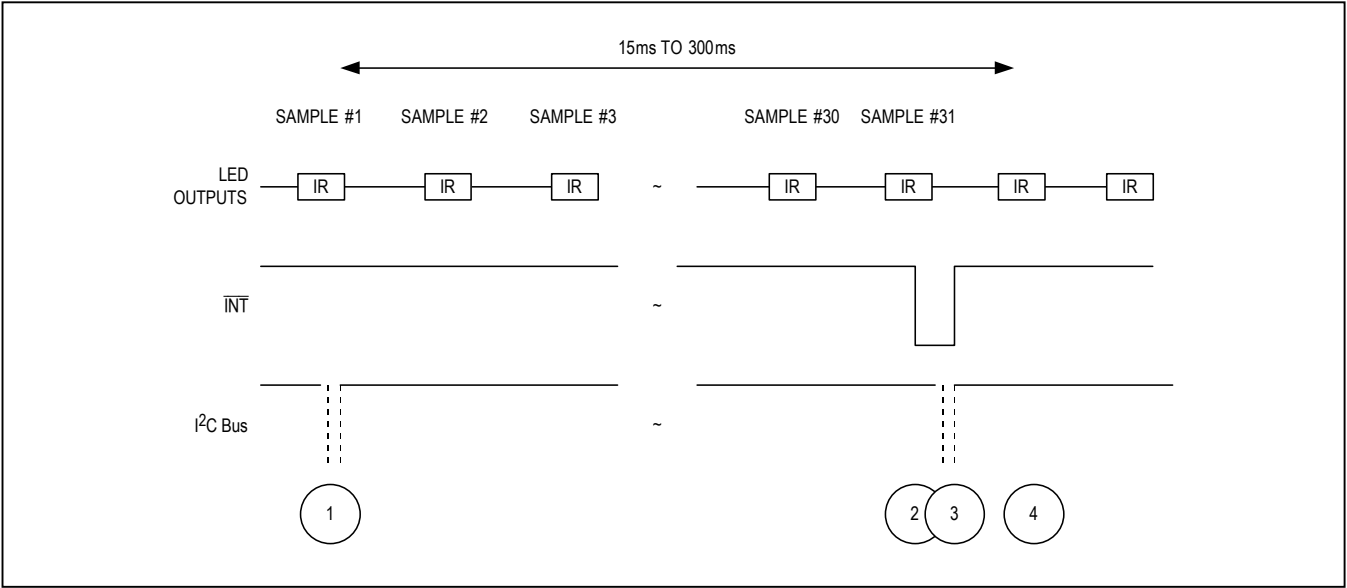 15ms TO 300ms
SAMPLE #1 SAMPLE #2 SAMPLE #3 SAMPLE #30 SAMPLE #31
LED
OUTPUTS
IR IR IR ~ IR IR IR IR
INT
~
I2C Bus
~
1 2 3 4